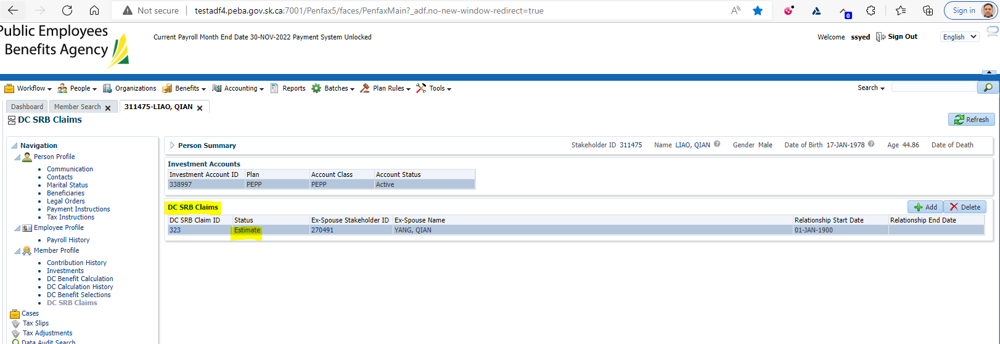 Not secure | testadf4.peba.gov.sk.ca:7001/Penfax5/faces/PenfaxMain?_adf.no-new-window-redirect=true
0
Sign in
Public Employees
Benefits Agency
Current Payroll Month End Date 30-NOV-2022 Payment System Unlocked
Welcome ssyed Sign Out English
Workflow People Organizations Benefits Accounting Reports Batches Plan Rules Tools Search
Dashboard Member Search 311475-LIAO, QIAN
DC SRB Claims
Refresh
Navigation
Person Profile
Communication
Contacts
Marital Status
Beneficiaries
Legal Orders
Payment Instructions
Tax Instructions
Employee Profile
Payroll History
Member Profile
Contribution History
Investments
DC Benefit Calculation
DC Calculation History
DC Benefit Selections
DC SRB Claims
Cases
Tax Slips
Tax Adjustments
Data Audit Search
Person Summary Stakeholder ID 311475 Name LIAO, QIAN Gender Male Date of Birth 17-JAN-1978 Age 44.86 Date of Death
Investment Accounts
Investment Account ID Plan Account Class Account Status
338997 PEPP PEPP Active
DC SRB Claims Add Delete
DC SRB Claim ID Status Ex-Spouse Stakeholder ID Ex-Spouse Name Relationship Start Date Relationship End Date
323 Estimate 270491 YANG, QIAN 01-JAN-1900